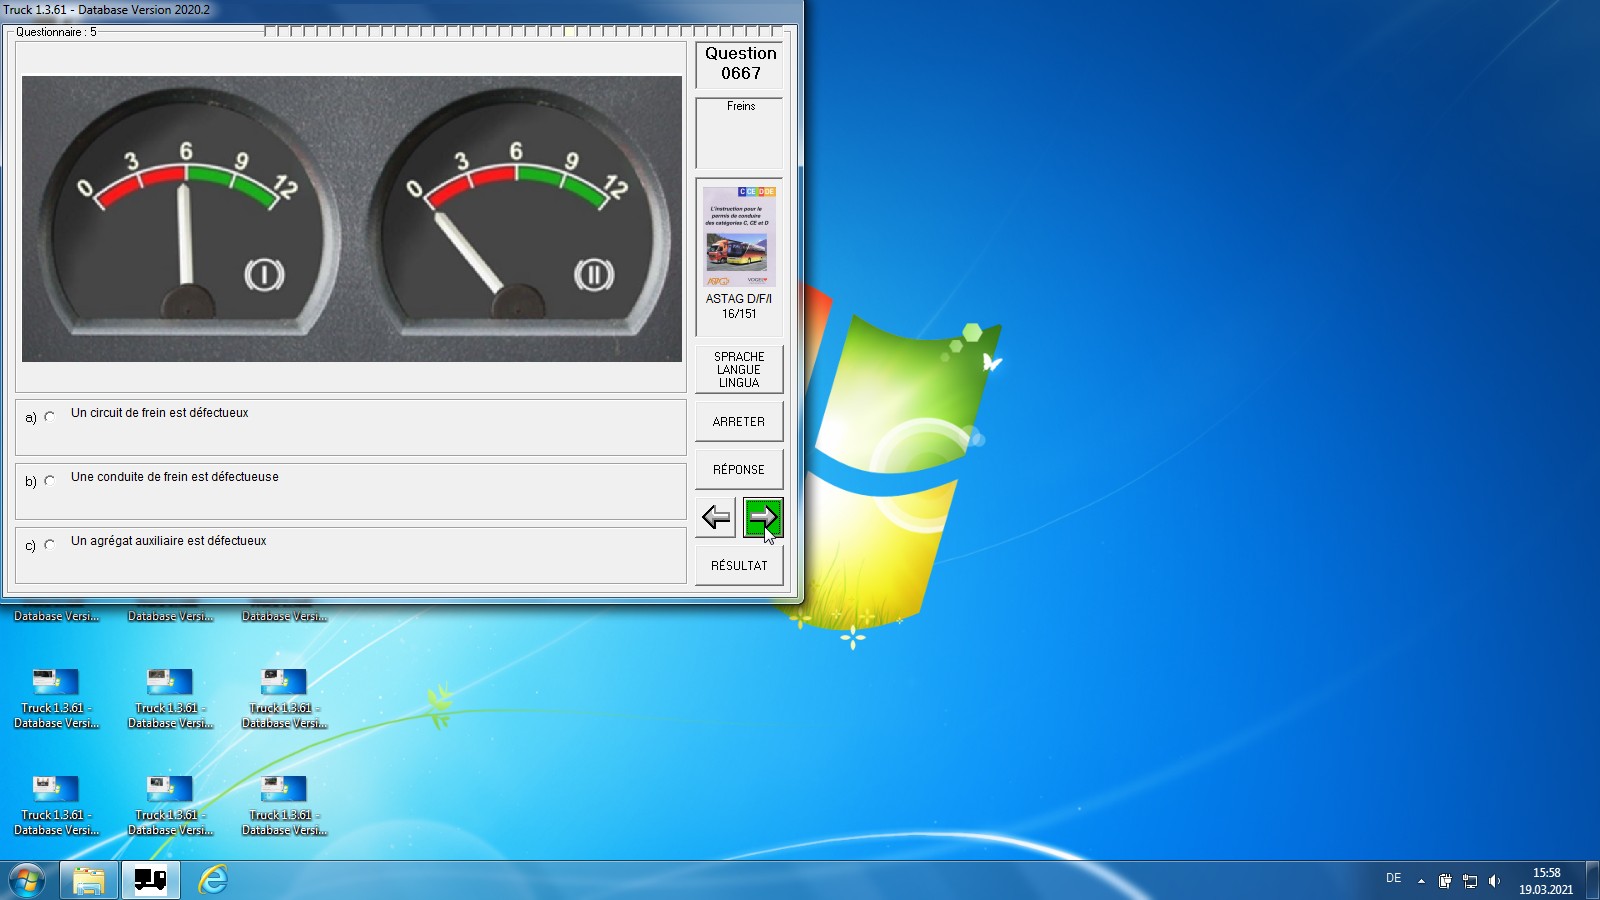 Truck 1.3.61 - Database Version 2020.2
Questionnaire : 5
0 3 6 9 12
I
0 3 6 9 12
II
Question
0667
Freins
C CE D DE
L'instruction pour le
permis de conduire
des catégories C, CE et D
ASTAG D/F/I
16/151
SPRACHE
LANGUE
LINGUA
a) Un circuit de frein est défectueux
ARRETER
b) Une conduite de frein est défectueuse
RÉPONSE
c) Un agrégat auxiliaire est défectueux
RÉSULTAT
Database Versi...
Database Versi...
Database Versi...
Truck 1.3.61 -
Database Versi...
Truck 1.3.61 -
Database Versi...
Truck 1.3.61 -
Database Versi...
Truck 1.3.61 -
Database Versi...
Truck 1.3.61 -
Database Versi...
Truck 1.3.61 -
Database Versi...
DE
15:58
19.03.2021